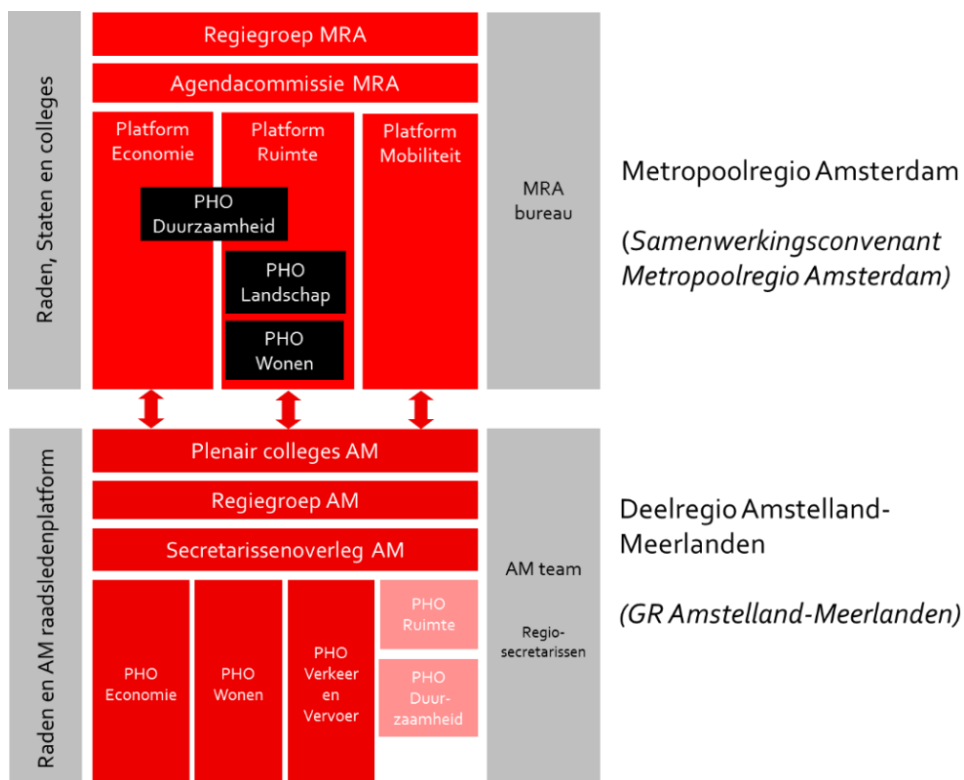 Raden, Staten en colleges
Regiegroep MRA
Agendacommissie MRA
Platform
Economie
Platform
Ruimte
Platform
Mobiliteit
PHO
Duurzaamheid
PHO
Landschap
PHO
Wonen
MRA
bureau
Metropoolregio Amsterdam
(Samenwerkingsconvenant
Metropoolregio Amsterdam)
Raden en AM raadsledenplatform
Plenair colleges AM
Regiegroep AM
Secretarissenoverleg AM
PHO
Economie
PHO
Wonen
PHO
Verkeer
en
Vervoer
PHO
Ruimte
PHO
Duur-
zaamheid
AM team
Regio-
secretarissen
Deelregio Amstelland-
Meerlanden
(GR Amstelland-Meerlanden)